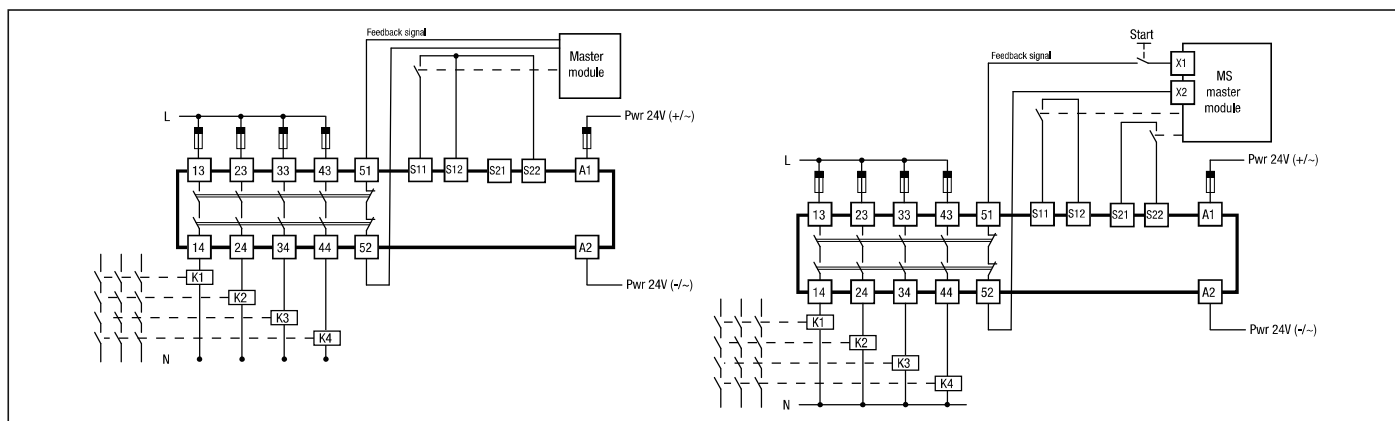 Feedback signal
Master
module
L
Pwr 24V (+/~)
13 23 33 43 51 S11 S12 S21 S22 A1
14 24 34 44 52 A2
K1
K2
K3
K4
N
Pwr 24V (-/~)
Start
Feedback signal
X1
X2
MS
master
module
L
Pwr 24V (+/~)
13 23 33 43 51 S11 S12 S21 S22 A1
14 24 34 44 52 A2
K1
K2
K3
K4
N
Pwr 24V (-/~)